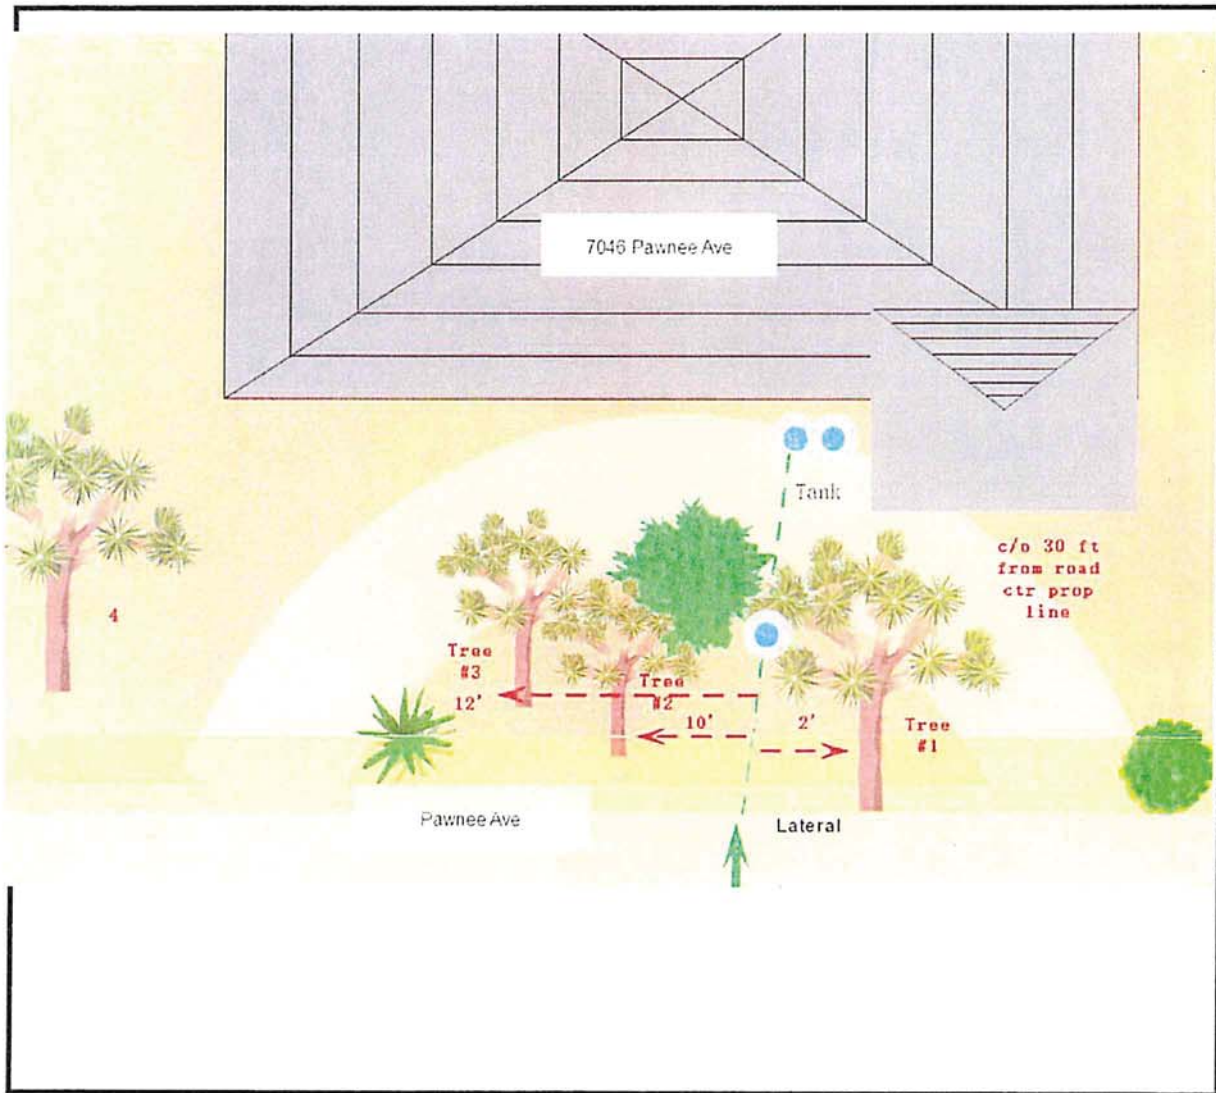 7046 Pawnee Ave
Tank
c/o 30 ft
from road
ctr prop
line
4
Tree
#3
12'
Tree
#2
10'
2'
Tree
#1
Pawnee Ave
Lateral